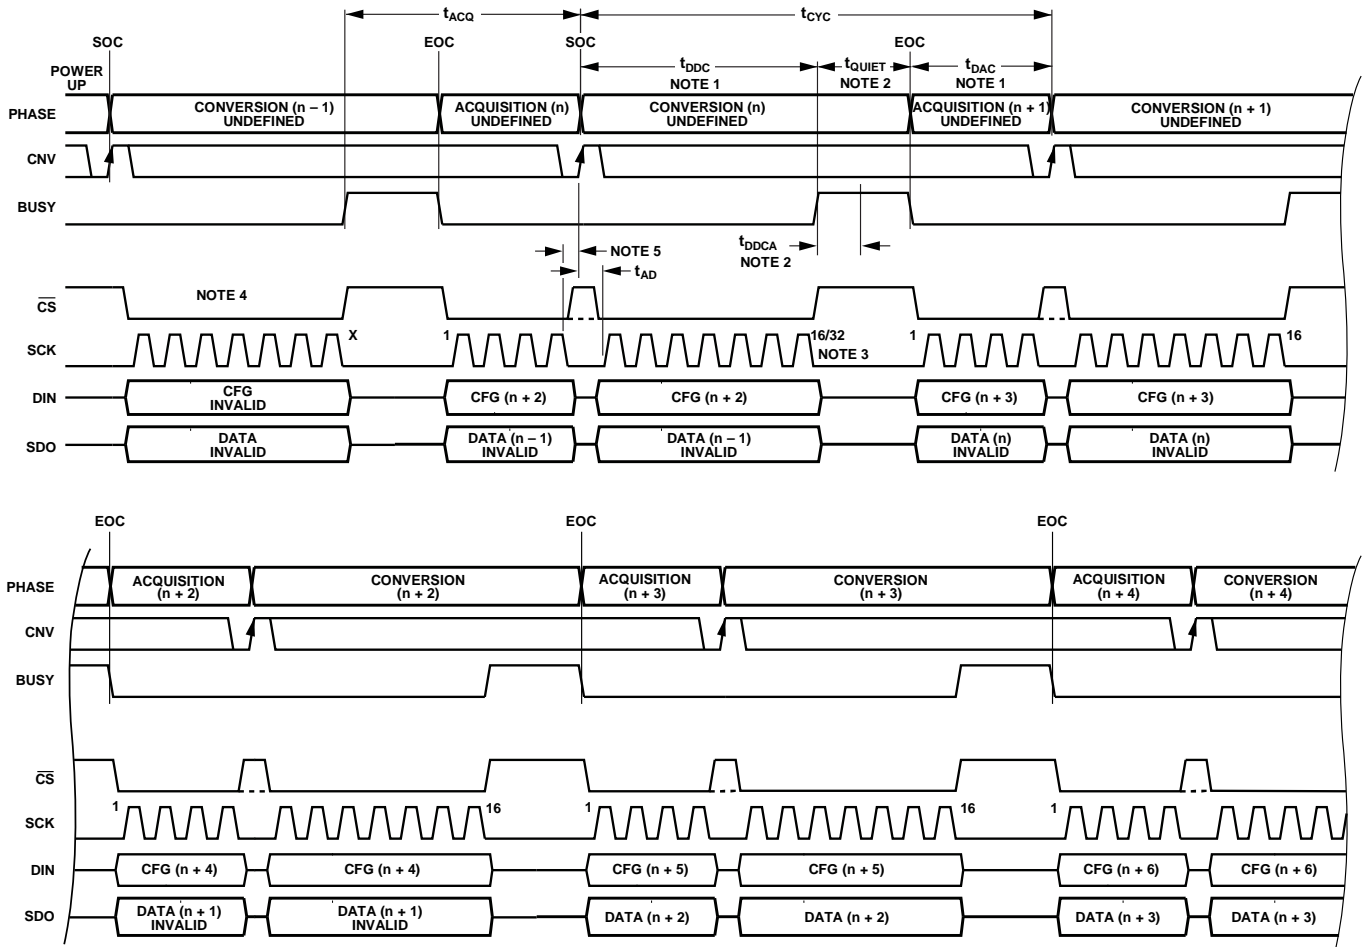 tACQ
tCYC
SOC
EOC
SOC
EOC
POWER
UP
tDDC
NOTE 1
tQUIET
NOTE 2
tDAC
NOTE 1
PHASE
CONVERSION (n – 1)
UNDEFINED
ACQUISITION (n)
UNDEFINED
CONVERSION (n)
UNDEFINED
ACQUISITION (n + 1)
UNDEFINED
CONVERSION (n + 1)
UNDEFINED
CNV
BUSY
NOTE 5
tDDCA
NOTE 2
tAD
CS
NOTE 4
SCK
X
1
16/32
NOTE 3
1
16
DIN
CFG
INVALID
CFG (n + 2)
CFG (n + 2)
CFG (n + 3)
CFG (n + 3)
SDO
DATA
INVALID
DATA (n – 1)
INVALID
DATA (n – 1)
INVALID
DATA (n)
INVALID
DATA (n)
INVALID
EOC
EOC
EOC
PHASE
ACQUISITION
(n + 2)
CONVERSION
(n + 2)
ACQUISITION
(n + 3)
CONVERSION
(n + 3)
ACQUISITION
(n + 4)
CONVERSION
(n + 4)
CNV
BUSY
CS
SCK
1
16
1
16
1
DIN
CFG (n + 4)
CFG (n + 4)
CFG (n + 5)
CFG (n + 5)
CFG (n + 6)
CFG (n + 6)
SDO
DATA (n + 1)
INVALID
DATA (n + 1)
INVALID
DATA (n + 2)
DATA (n + 2)
DATA (n + 3)
DATA (n + 3)